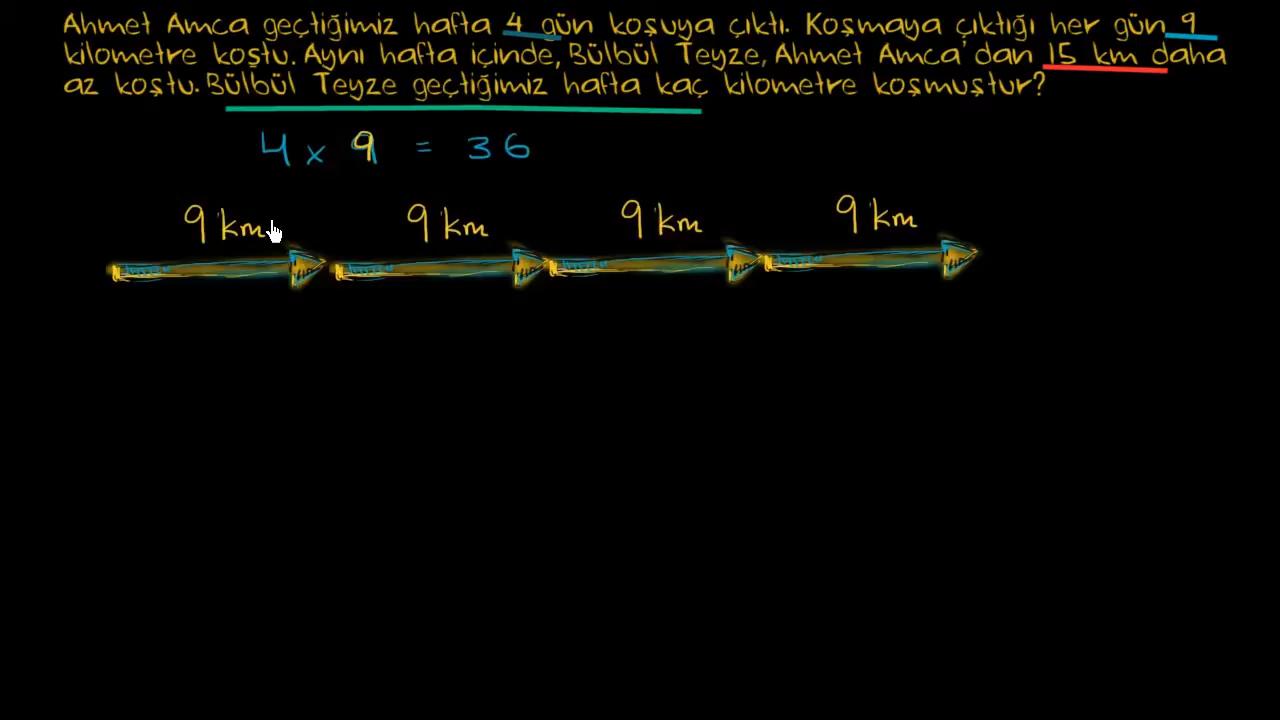 Ahmet Amca geçtiğimiz hafta 4 gün koşuya çıktı. Koşmaya çıktığı her gün 9
kilometre koştu. Aynı hafta içinde, Bülbül Teyze, Ahmet Amca'dan 15 km daha
az koştu. Bülbül Teyze geçtiğimiz hafta kaç kilometre koşmuştur?
4 x 9 = 36
9 km 9 km 9 km 9 km